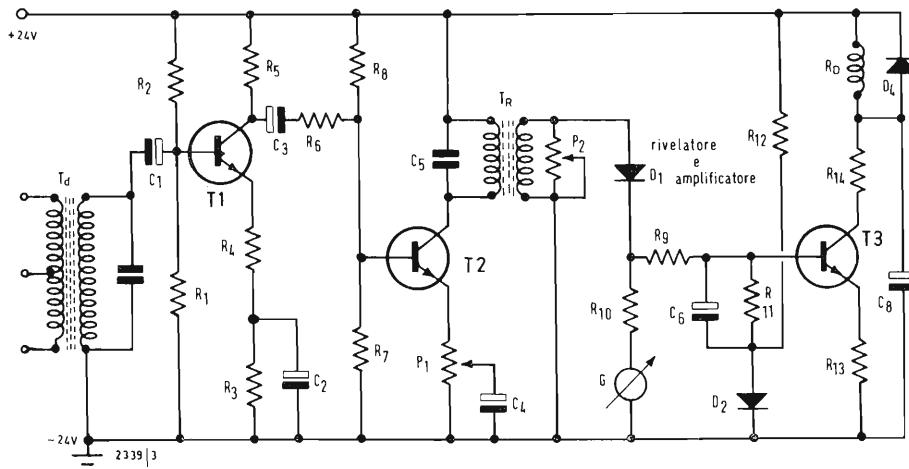 +24V
R2
R5
R8
RD
D4
TR
P2
R12
C3
R6
C5
D1
rivelatore
e
amplificatore
Td
C1
T1
R14
T2
R9
T3
R4
R10
C6
R
11
C8
R1
R7
P1
R3
C2
C4
G
D2
R13
-24V
2339|3